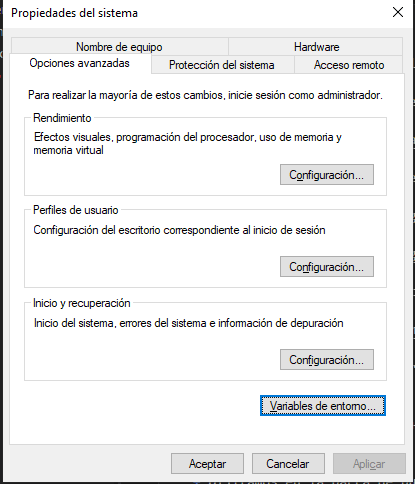 Propiedades del sistema
Nombre de equipo
Hardware
Opciones avanzadas
Protección del sistema
Acceso remoto
Para realizar la mayoría de estos cambios, inicie sesión como administrador.
Rendimiento
Efectos visuales, programación del procesador, uso de memoria y
memoria virtual
Configuración...
Perfiles de usuario
Configuración del escritorio correspondiente al inicio de sesión
Configuración...
Inicio y recuperación
Inicio del sistema, errores del sistema e información de depuración
Configuración...
Variables de entorno...
Aceptar
Cancelar
Aplicar